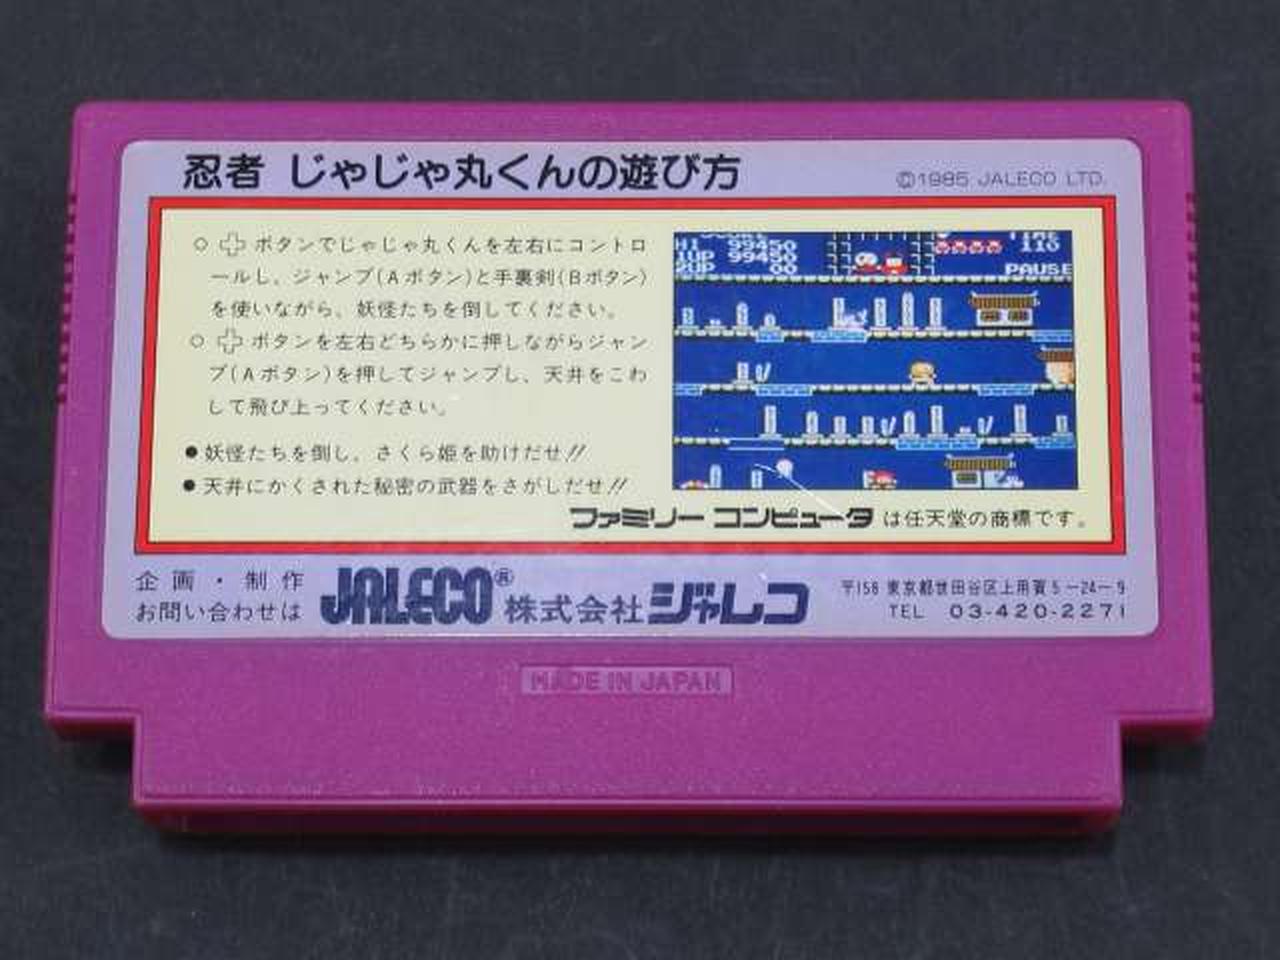 忍者 じゃじゃ丸くんの遊び方
©1985 JALECO LTD.
○ ボタンでじゃじゃ丸くんを左右にコントロ
ールし、ジャンプ(Aボタン)と手裏剣(Bボタン)
を使いながら、妖怪たちを倒してください。
○ ボタンを左右どちらかに押しながらジャン
プ(Aボタン)を押してジャンプし、天井をこわ
して飛び上ってください。
●妖怪たちを倒し、さくら姫を助けだせ!!
●天井にかくされた秘密の武器をさがしだせ!!
SCORE
HI 99450
1UP 99450
2UP 00
TIME
110
PAUSE
ファミリー コンピュータ は任天堂の商標です。
企画・制作
お問い合わせは
JALECO® 株式会社 ジャレコ
〒158 東京都世田谷区上用賀5-24-9
TEL 03-420-2271
MADE IN JAPAN